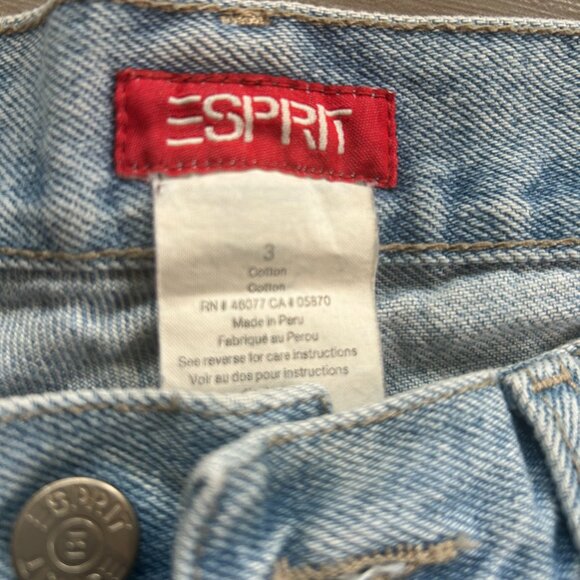 ESPRIT
3
Cotton
Coton
RN # 48077 CA # 05870
Made in Peru
Fabriqué au Perou
See reverse for care instructions
Voir au dos pour instructions
ESPRIT